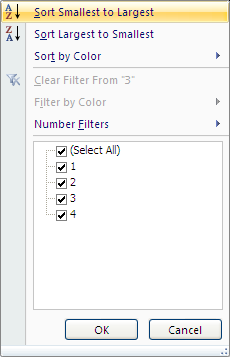 A
Z
Sort Smallest to Largest
Z
A
Sort Largest to Smallest
Sort by Color
Clear Filter From "3"
Filter by Color
Number Filters
(Select All)
1
2
3
4
OK
Cancel